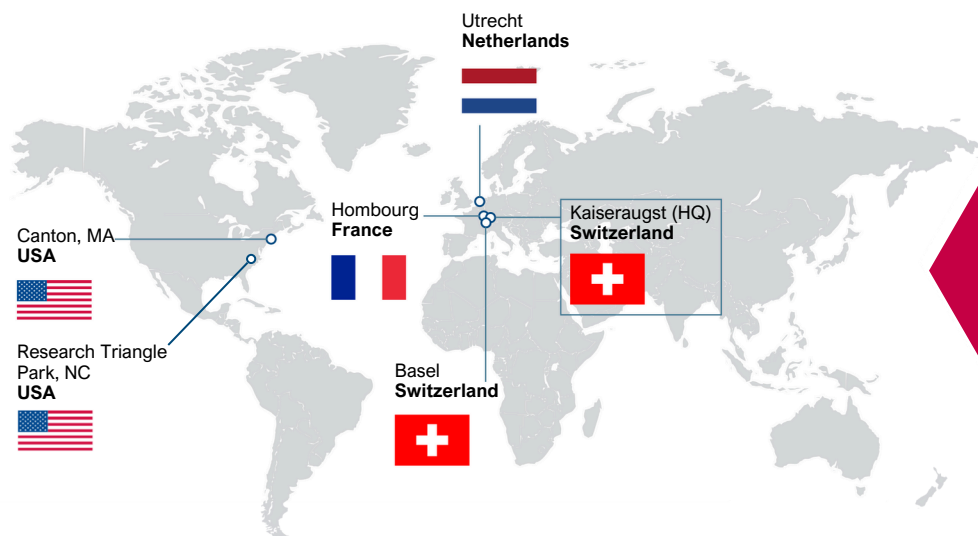 Utrecht
Netherlands
Hombourg
France
Kaiseraugst (HQ)
Switzerland
Canton, MA
USA
Research Triangle
Park, NC
USA
Basel
Switzerland